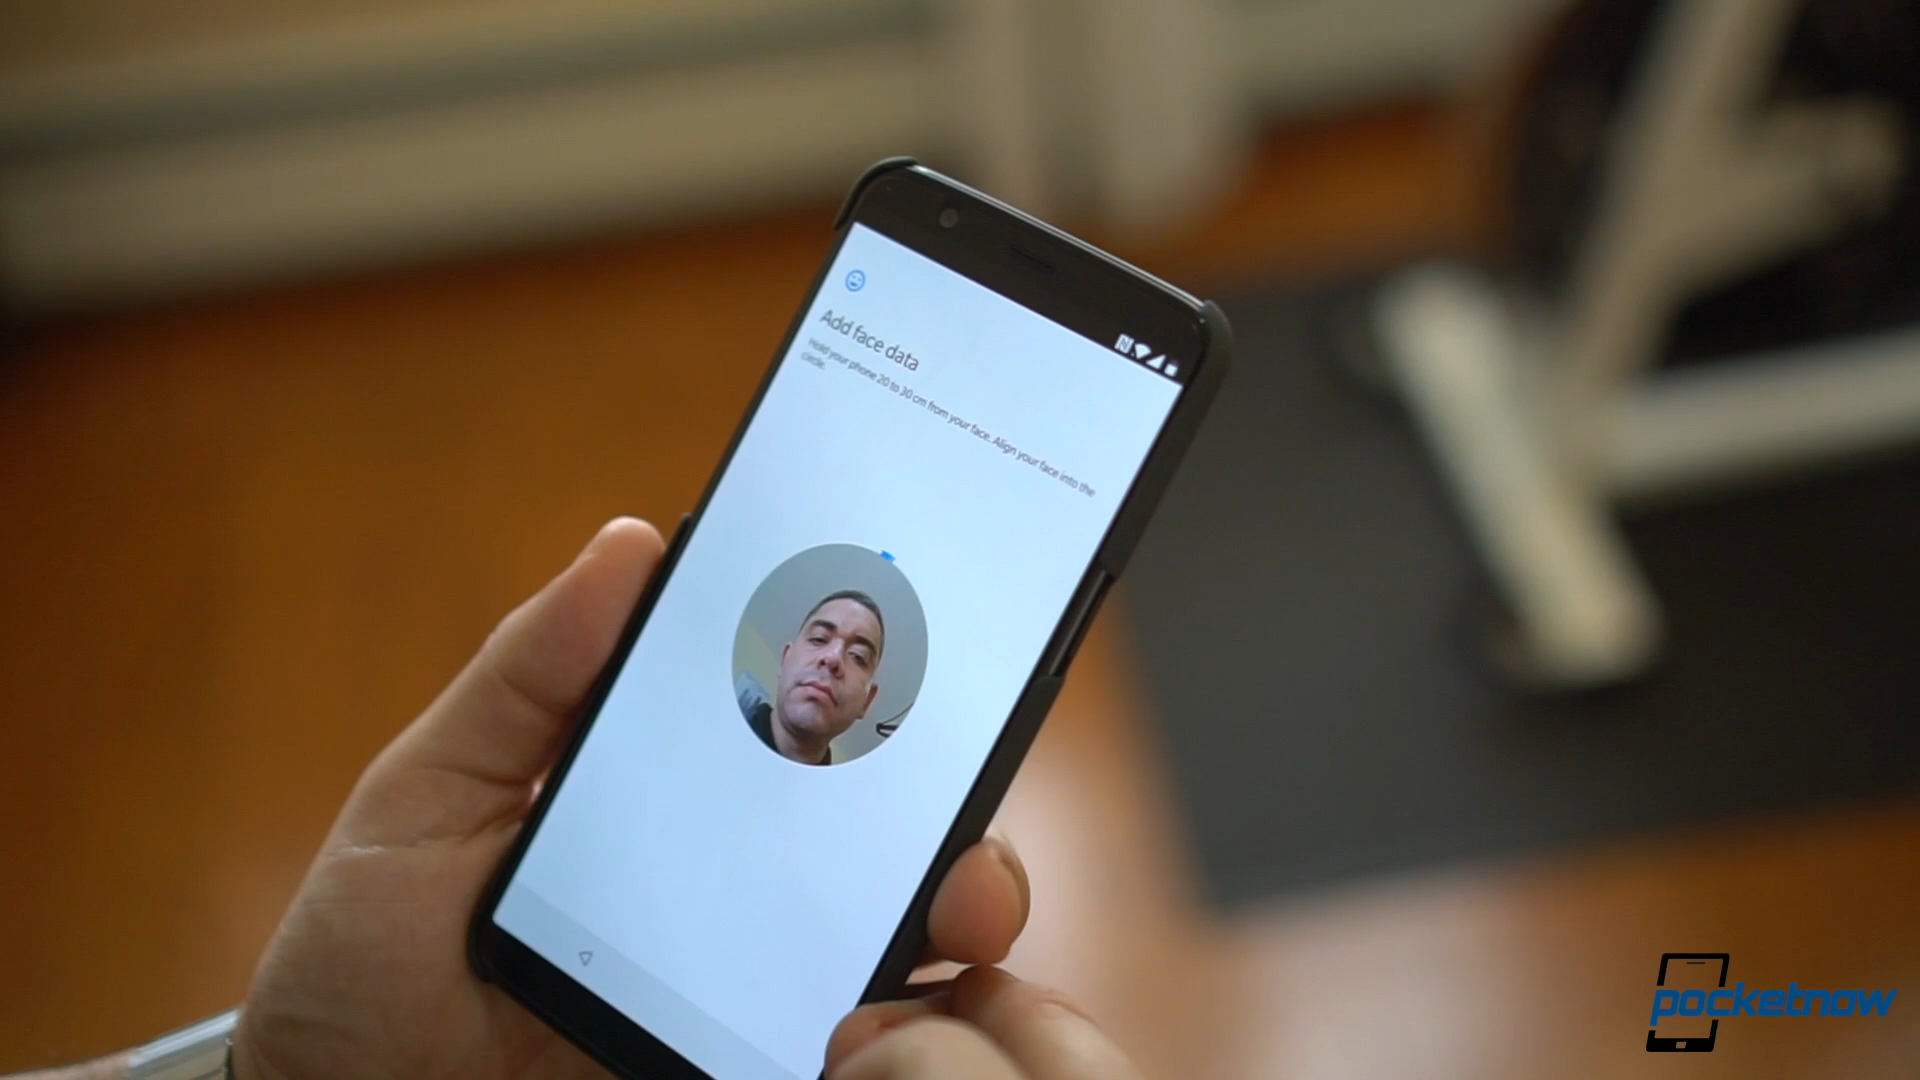 Add face data
Hold your phone 20 to 30 cm from your face. Align your face into the
circle.
pocketnow